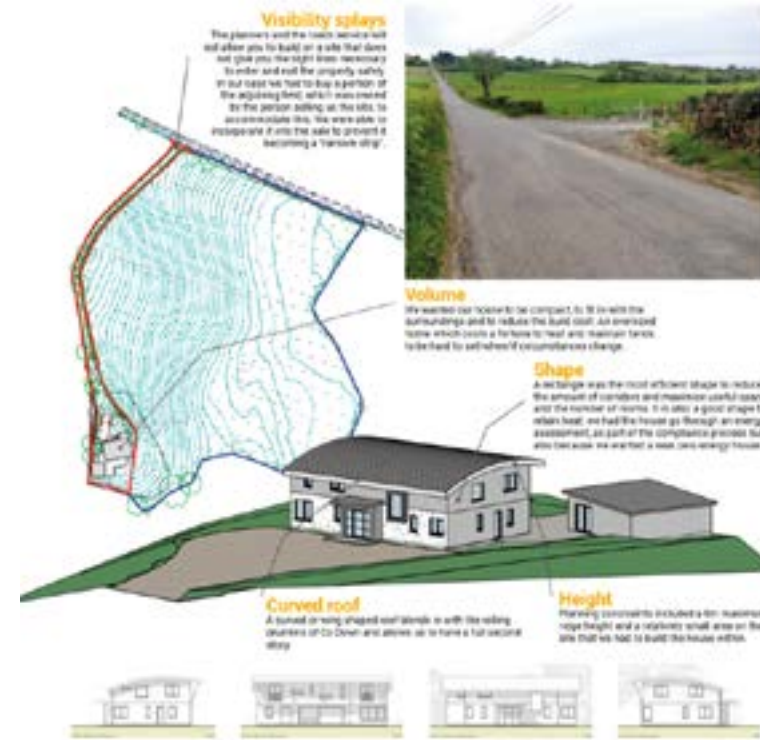 Visibility splays
The planners and the roads service will
not allow you to build on a site that does
not give you the sight lines necessary
to enter and exit the property safely.
In our case we had to buy a portion of
the adjoining field, which was owned
by the person selling us the site, to
accommodate this. We were able to
incorporate it into the sale to prevent it
becoming a "ransom strip".
Volume
We wanted our house to be compact, to fit in with the
surroundings and to reduce the build cost. An oversized
home which costs a fortune to heat and maintain tends
to be hard to sell when/if circumstances change.
Shape
A rectangle was the most efficient shape to reduce
the amount of corridors and maximise useful space
and the number of rooms. It is also a good shape
retain heat; we had the house go through an energy
assessment, as part of the compliance process
also because we wanted a near zero energy house.
Curved roof
A curved or wing shaped roof blends in with the rolling
drumlins of Co Down and allows us to have a full second
storey.
Height
Planning constraints included a 6m maximum
ridge height and a relatively small area on the
site that we had to build the house within.